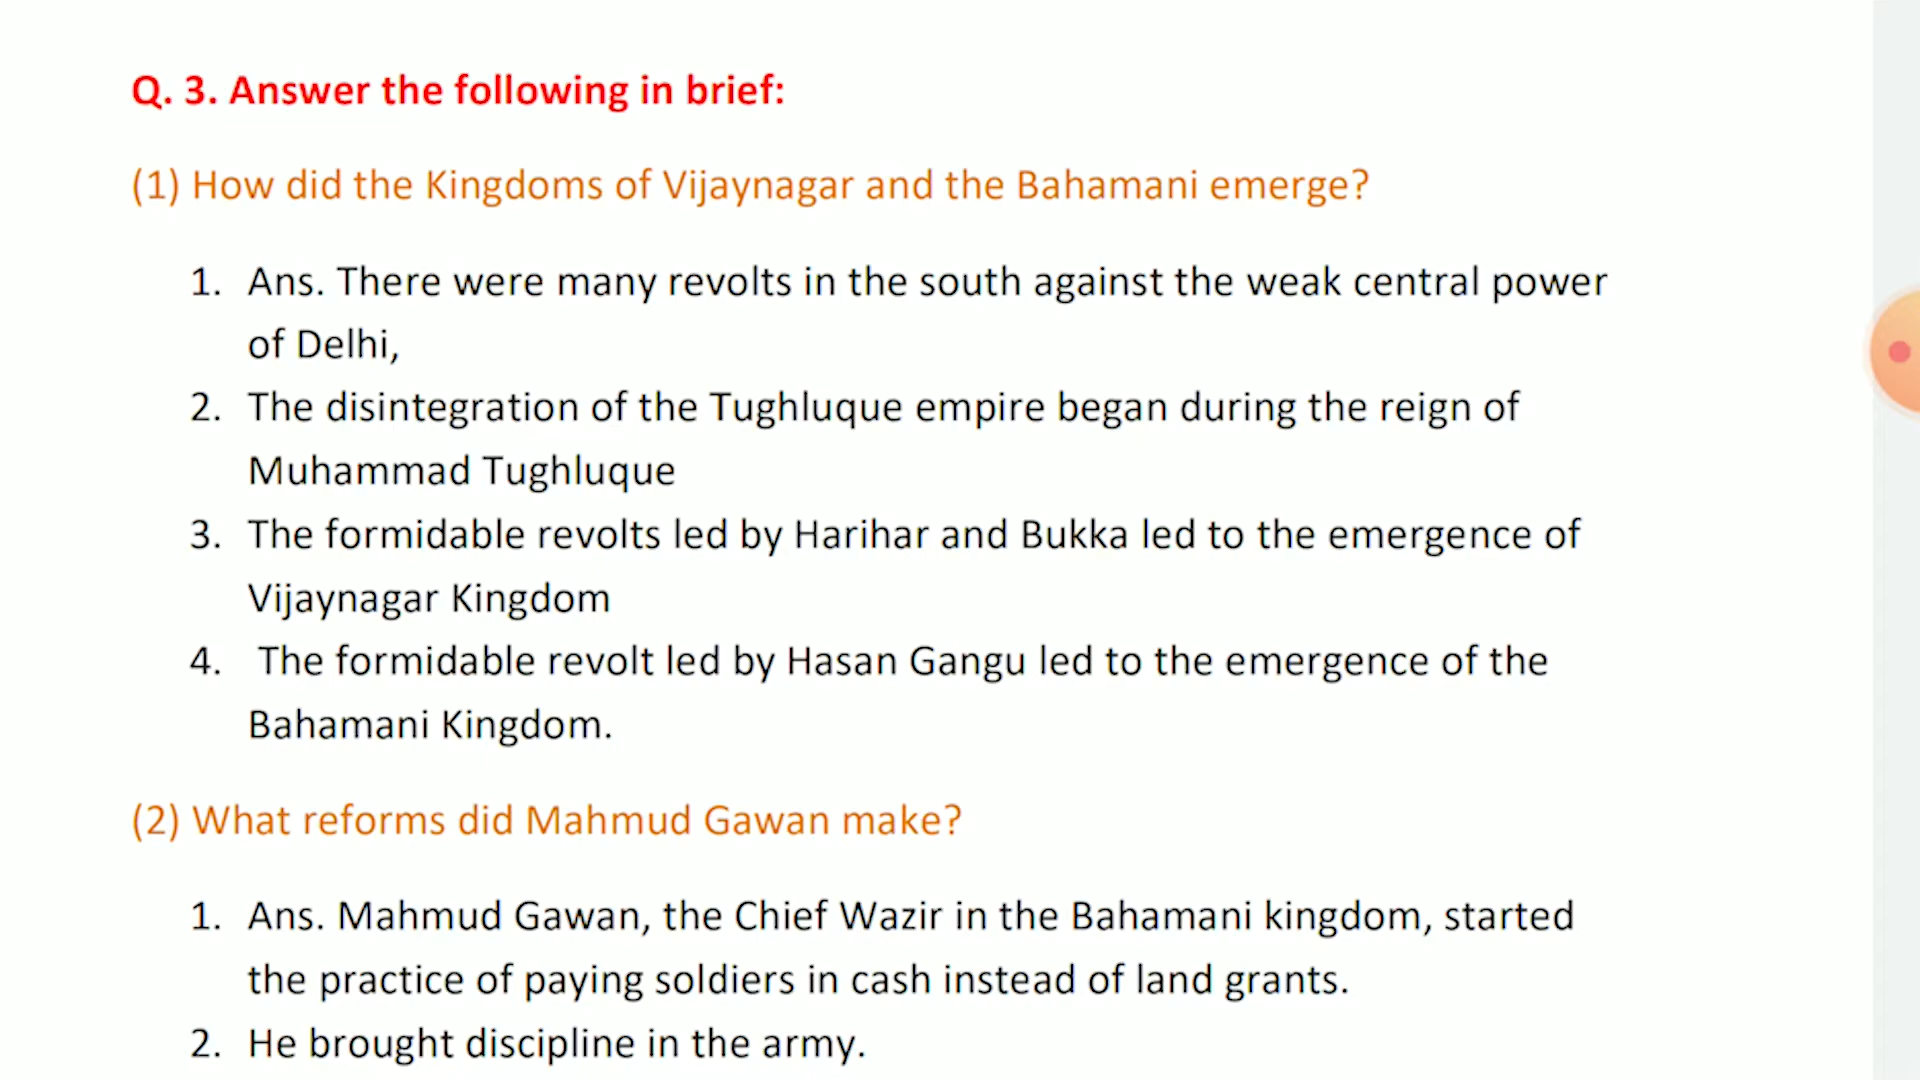 Q. 3. Answer the following in brief:
(1) How did the Kingdoms of Vijaynagar and the Bahamani emerge?
1. Ans. There were many revolts in the south against the weak central power
of Delhi,
2. The disintegration of the Tughluque empire began during the reign of
Muhammad Tughluque
3. The formidable revolts led by Harihar and Bukka led to the emergence of
Vijaynagar Kingdom
4. The formidable revolt led by Hasan Gangu led to the emergence of the
Bahamani Kingdom.
(2) What reforms did Mahmud Gawan make?
1. Ans. Mahmud Gawan, the Chief Wazir in the Bahamani kingdom, started
the practice of paying soldiers in cash instead of land grants.
2. He brought discipline in the army.